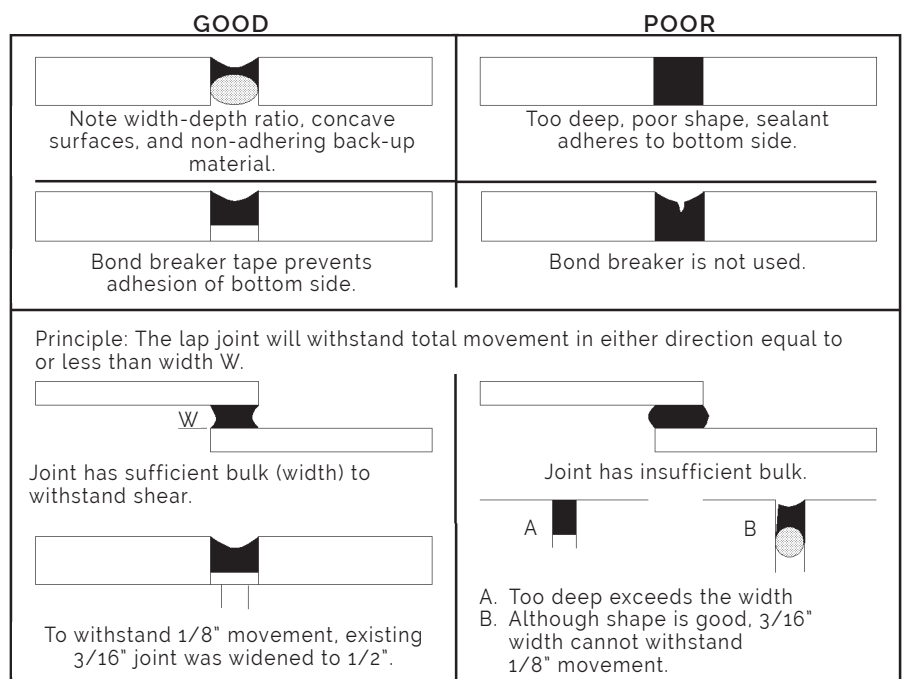 GOOD
POOR
Note width-depth ratio, concave
surfaces, and non-adhering back-up
material.
Too deep, poor shape, sealant
adheres to bottom side.
Bond breaker tape prevents
adhesion of bottom side.
Bond breaker is not used.
Principle: The lap joint will withstand total movement in either direction equal to
or less than width W.
W
Joint has sufficient bulk (width) to
withstand shear.
To withstand 1/8" movement, existing
3/16" joint was widened to 1/2".
Joint has insufficient bulk.
A
B
A. Too deep exceeds the width
B. Although shape is good, 3/16"
width cannot withstand
1/8" movement.